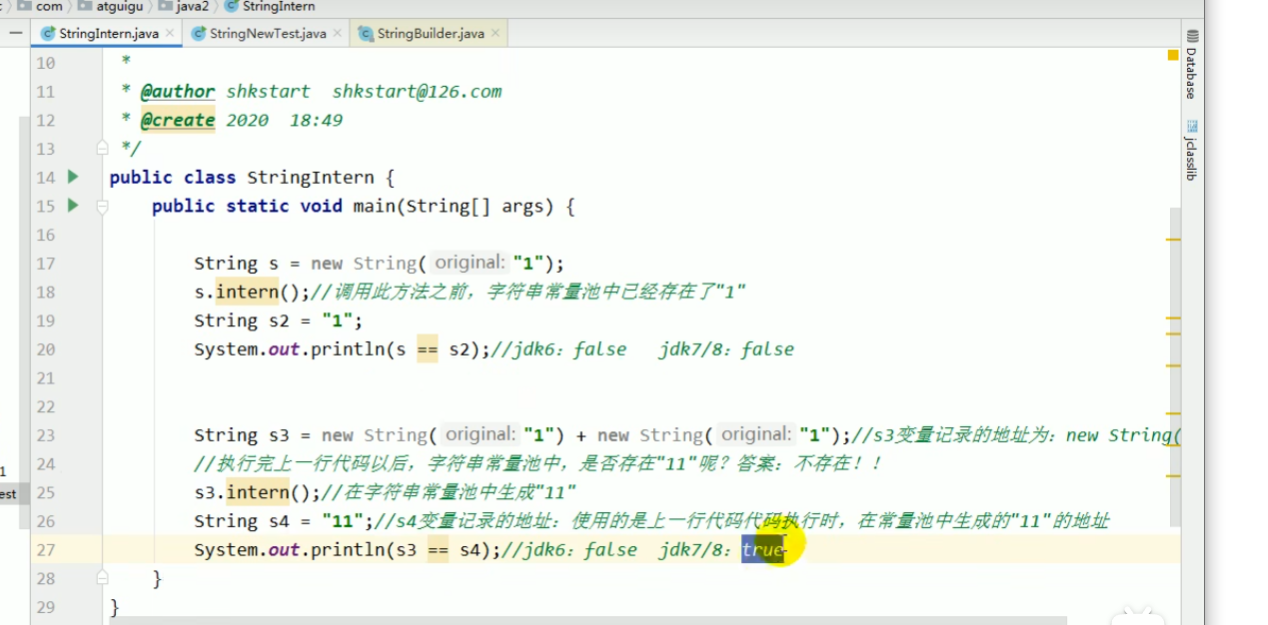 com atguigu java2 StringIntern
StringIntern.java StringNewTest.java StringBuilder.java
Database
jclasslib
10 *
11 * @author shkstart shkstart@126.com
12 * @create 2020 18:49
13 */
14 public class StringIntern {
15 public static void main(String[] args) {
16
17 String s = new String( original: "1");
18 s.intern();//调用此方法之前，字符串常量池中已经存在了"1"
19 String s2 = "1";
20 System.out.println(s == s2);//jdk6：false jdk7/8：false
21
22
23 String s3 = new String( original: "1") + new String( original: "1");//s3变量记录的地址为：new String(
24 //执行完上一行代码以后，字符串常量池中，是否存在"11"呢？答案：不存在！！
1
25 s3.intern();//在字符串常量池中生成"11"
est
26 String s4 = "11";//s4变量记录的地址：使用的是上一行代码代码执行时，在常量池中生成的"11"的地址
27 System.out.println(s3 == s4);//jdk6：false jdk7/8：true
28 }
29 }